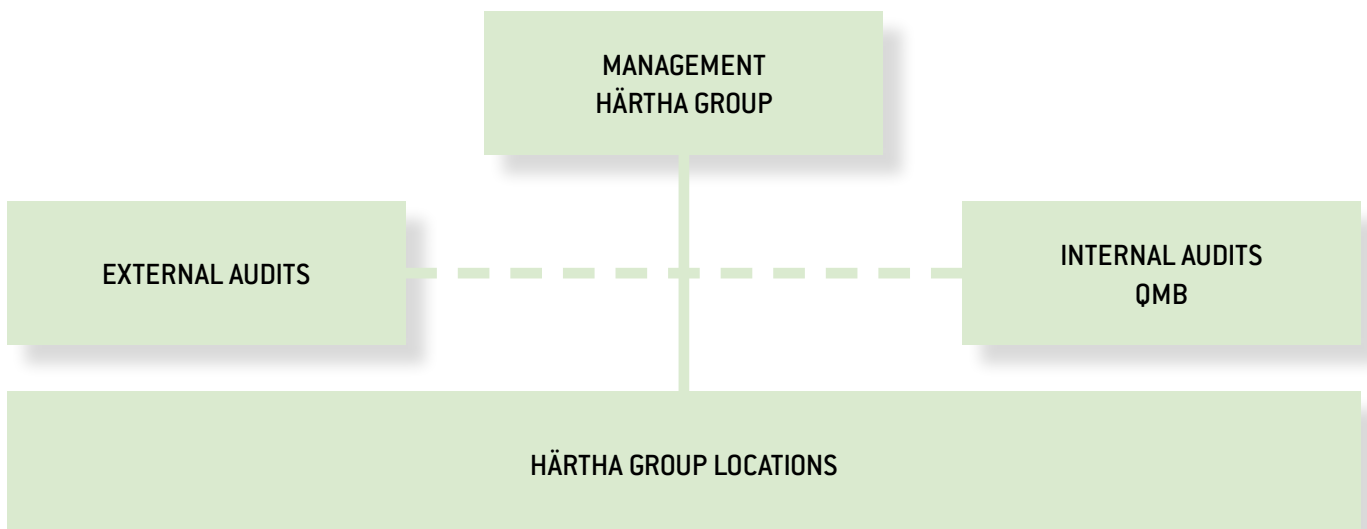 MANAGEMENT
HÄRTHA GROUP
EXTERNAL AUDITS
INTERNAL AUDITS
QMB
HÄRTHA GROUP LOCATIONS